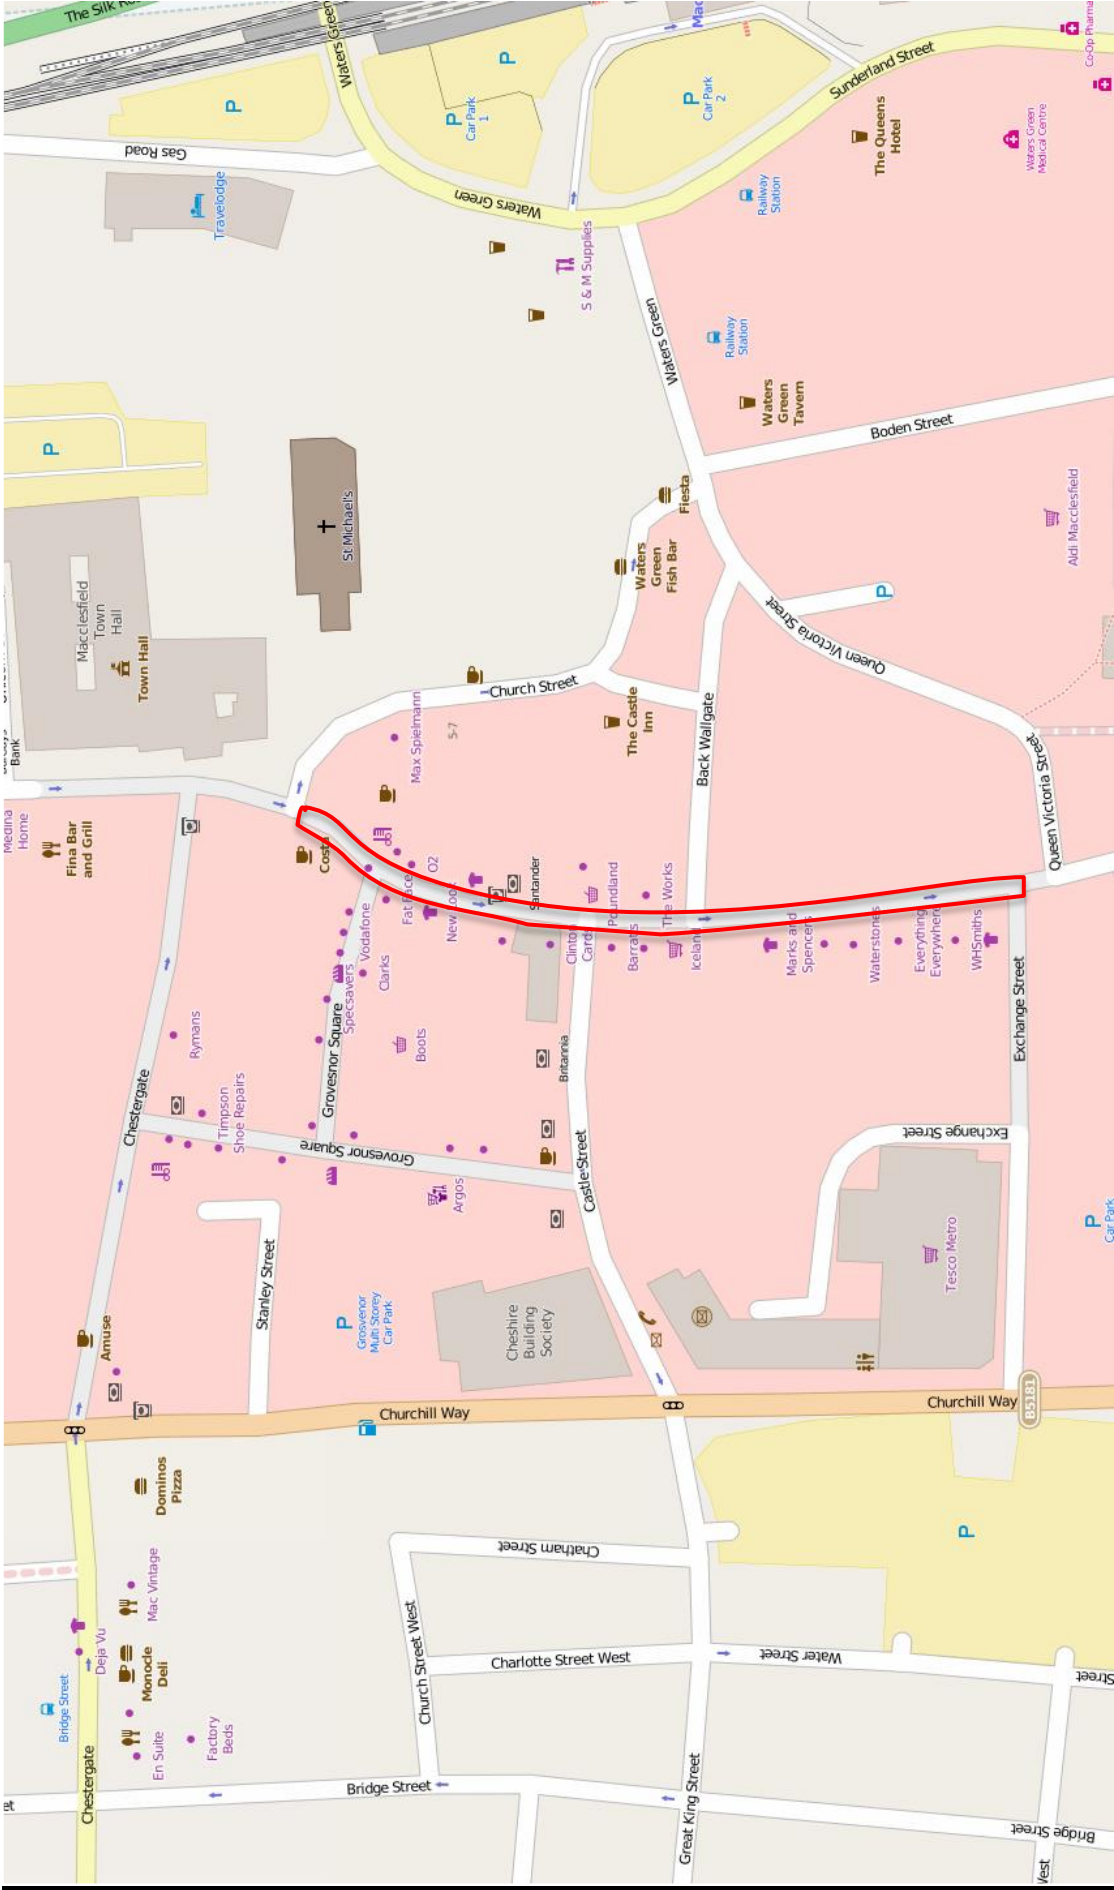 The Silk
Waters Green
Mac
Co-Op Pharma
P
P
P
Car Park
1
P
Car Park
2
Sunderland Street
Gas Road
The Queens
Hotel
Waters Green
Medical Centre
Travelodge
Waters Green
Railway
Station
S & M Supplies
Waters Green
Railway
Station
Waters
Green
Tavern
Boden Street
P
Macclesfield
Town
Hall
St Michael's
Fiesta
Aldi Macclesfield
Waters
Green
Fish Bar
P
Town Hall
Queen Victoria Street
Church Street
Max Spielmann
5-7
The Castle
Inn
Back Wallgate
Bank
Queen Victoria Street
Medina
Home
Fina Bar
and Grill
Costa
O2
Fat Face
New Look
Santander
Poundland
The Works
Vodafone
Clarks
Specsavers
Clinton
Cards
Barratts
Iceland
Marks and
Spencers
Waterstones
Everything
Everywhere
WHSmiths
Rymans
Grovesnor Square
Boots
Britannia
Exchange Street
Chestergate
Timpson
Shoe Repairs
Grovesnor Square
Exchange Street
Argos
Castle Street
Stanley Street
Tesco Metro
P
Car Park
P
Grosvenor
Multi Storey
Car Park
Cheshire
Building
Society
Amuse
Churchill Way
Churchill Way
B5181
Dominos
Pizza
P
Chatham Street
Mac Vintage
Deja Vu
Monocle
Deli
Church Street West
Charlotte Street West
Water Street
Street
Bridge Street
En Suite
Factory
Beds
Chestergate
Bridge Street
Great King Street
Bridge Street
West